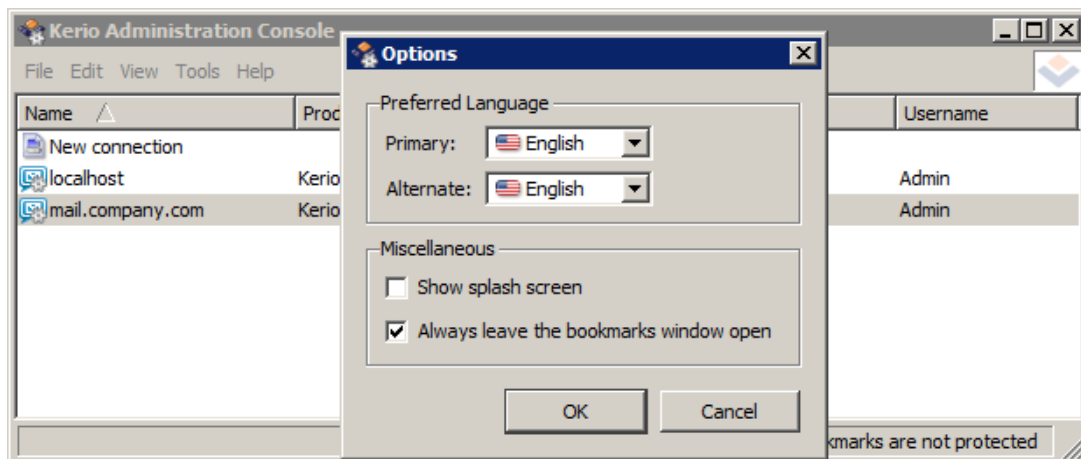 Kerio Administration Console
Options
File Edit View Tools Help
Name Prod Username
New connection
localhost Kerio Admin
mail.company.com Kerio Admin
Preferred Language
Primary: English
Alternate: English
Miscellaneous
Show splash screen
Always leave the bookmarks window open
OK Cancel
kmarks are not protected